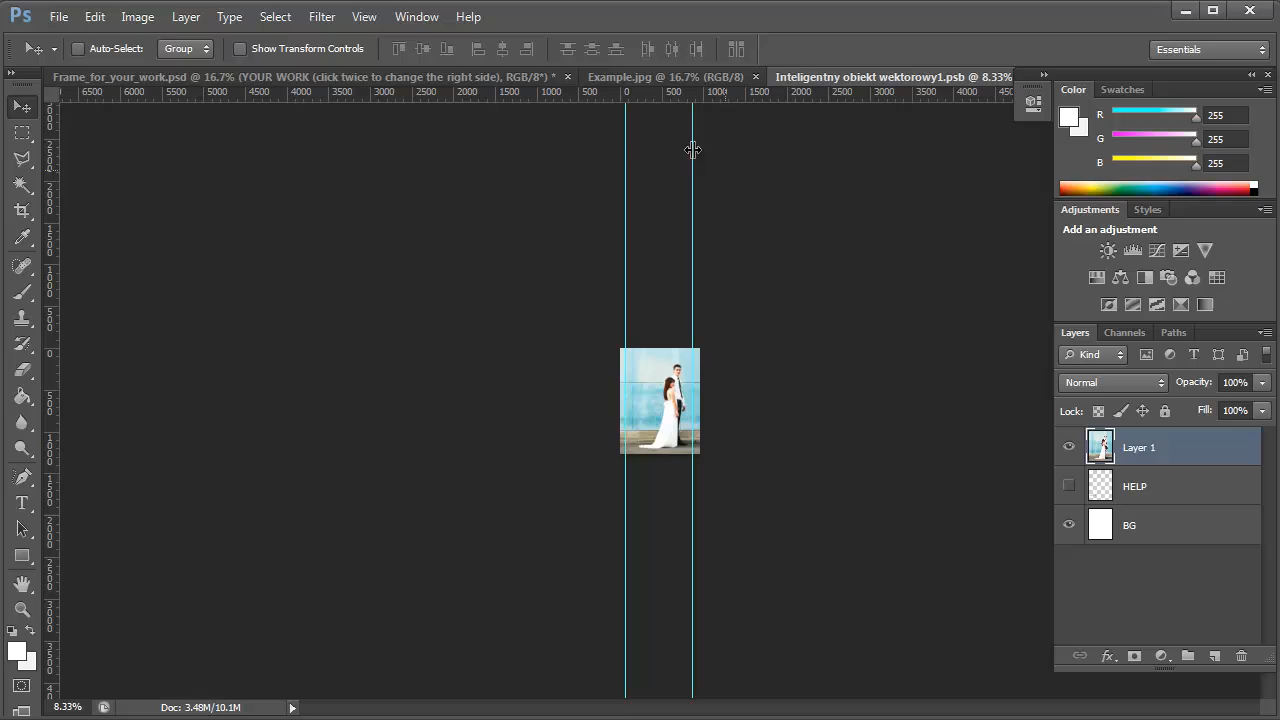 Ps File Edit Image Layer Type Select Filter View Window Help
Auto-Select: Group Show Transform Controls Essentials
Frame_for_your_work.psd @ 16.7% (YOUR WORK (click twice to change the right side), RGB/8*) * Example.jpg @ 16.7% (RGB/8) Inteligentny obiekt wektorowy1.psb @ 8.33%
6500 6000 5500 5000 4500 4000 3500 3000 2500 2000 1500 1000 500 0 500 1000 1500 2000 2500 3000 3500 4000
Color Swatches
R 255
G 255
B 255
Adjustments Styles
Add an adjustment
Layers Channels Paths
Kind
Normal Opacity: 100%
Lock: Fill: 100%
Layer 1
HELP
BG
fx
8.33% Doc: 3.48M/10.1M